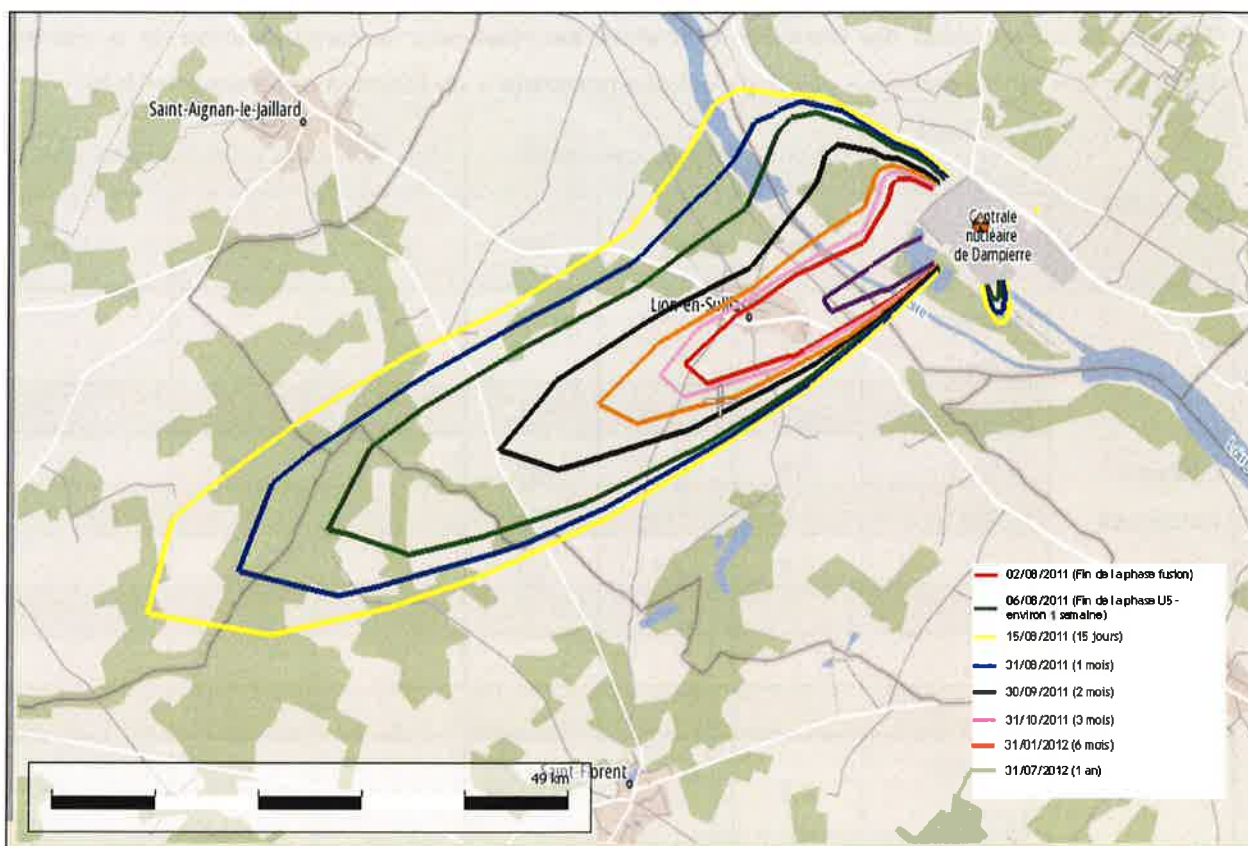 Saint-Aignan-le-Jaillard
Centrale
nucléaire
de Dampierre
Lion-en-Sullias
02/08/2011 (Fin de la phase fusion)
06/08/2011 (Fin de la phase U5 -
environ 1 semaine)
15/08/2011 (15 jours)
31/08/2011 (1 mois)
30/09/2011 (2 mois)
31/10/2011 (3 mois)
31/01/2012 (6 mois)
31/07/2012 (1 an)
49 km
Saint-Florent